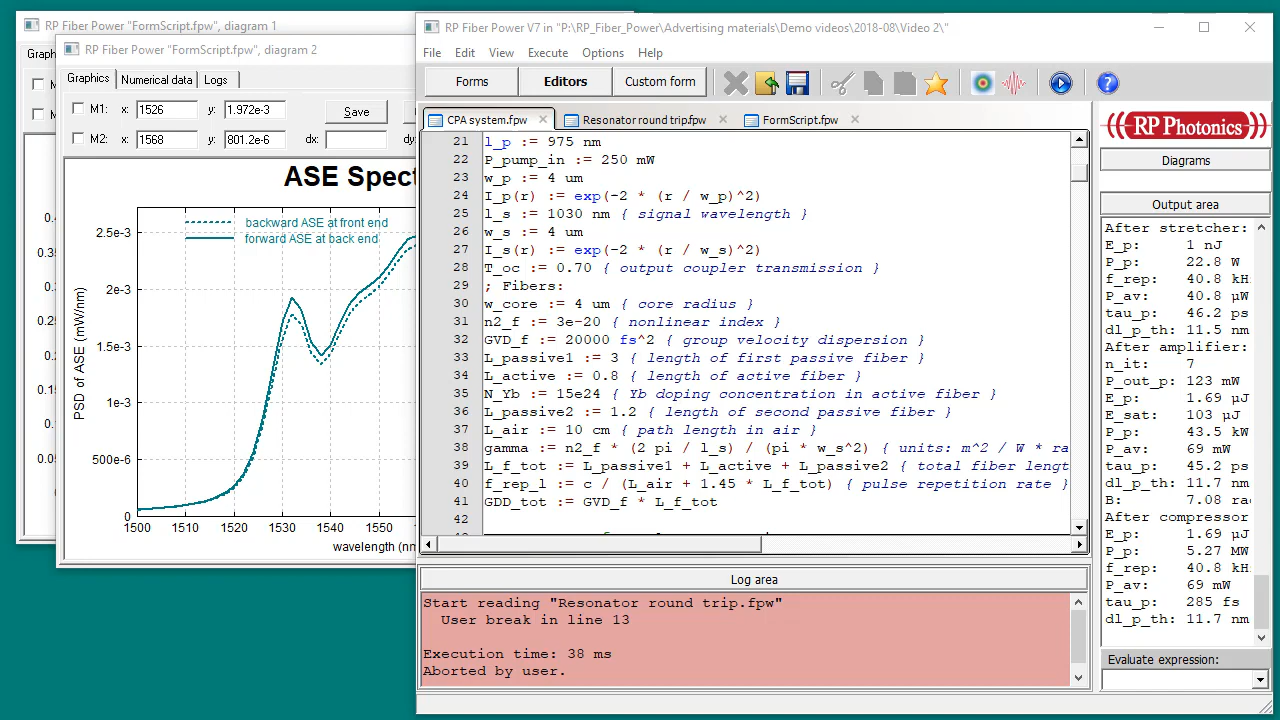 RP Fiber Power "FormScript.fpw", diagram 1
RP Fiber Power "FormScript.fpw", diagram 2
Graphics
Numerical data
Logs
M1: x: 1526 y: 1.972e-3
Save
M2: x: 1568 y: 801.2e-6 dx:
ASE Spect
backward ASE at front end
forward ASE at back end
PSD of ASE (mW/nm)
2.5e-3
2e-3
1.5e-3
1e-3
500e-6
0
1500 1510 1520 1530 1540 1550
wavelength (nm
RP Fiber Power V7 in "P:\RP_Fiber_Power\Advertising materials\Demo videos\2018-08\Video 2\"
File Edit View Execute Options Help
Forms Editors Custom form
CPA system.fpw Resonator round trip.fpw FormScript.fpw
21 l_p := 975 nm
22 P_pump_in := 250 mW
23 w_p := 4 um
24 I_p(r) := exp(-2 * (r / w_p)^2)
25 l_s := 1030 nm { signal wavelength }
26 w_s := 4 um
27 I_s(r) := exp(-2 * (r / w_s)^2)
28 T_oc := 0.70 { output coupler transmission }
29 ; Fibers:
30 w_core := 4 um { core radius }
31 n2_f := 3e-20 { nonlinear index }
32 GVD_f := 20000 fs^2 { group velocity dispersion }
33 L_passive1 := 3 { length of first passive fiber }
34 L_active := 0.8 { length of active fiber }
35 N_Yb := 15e24 { Yb doping concentration in active fiber }
36 L_passive2 := 1.2 { length of second passive fiber }
37 L_air := 10 cm { path length in air }
38 gamma := n2_f * (2 pi / l_s) / (pi * w_s^2) { units: m^2 / W * ra
39 L_f_tot := L_passive1 + L_active + L_passive2 { total fiber lengt
40 f_rep_l := c / (L_air + 1.45 * L_f_tot) { pulse repetition rate }
41 GDD_tot := GVD_f * L_f_tot
42
Log area
Start reading "Resonator round trip.fpw"
User break in line 13
Execution time: 38 ms
Aborted by user.
RP Photonics
Diagrams
Output area
After stretcher:
E_p: 1 nJ
P_p: 22.8 W
f_rep: 40.8 kH
P_av: 40.8 µW
tau_p: 46.2 ps
dl_p_th: 11.5 nm
After amplifier:
n_it: 7
P_out_p: 123 mW
E_p: 1.69 µJ
E_sat: 103 µJ
P_p: 43.5 kW
P_av: 69 mW
tau_p: 45.2 ps
dl_p_th: 11.7 nm
B: 7.08 rad
After compressor
E_p: 1.69 µJ
P_p: 5.27 MW
f_rep: 40.8 kH
P_av: 69 mW
tau_p: 285 fs
dl_p_th: 11.7 nm
Evaluate expression: